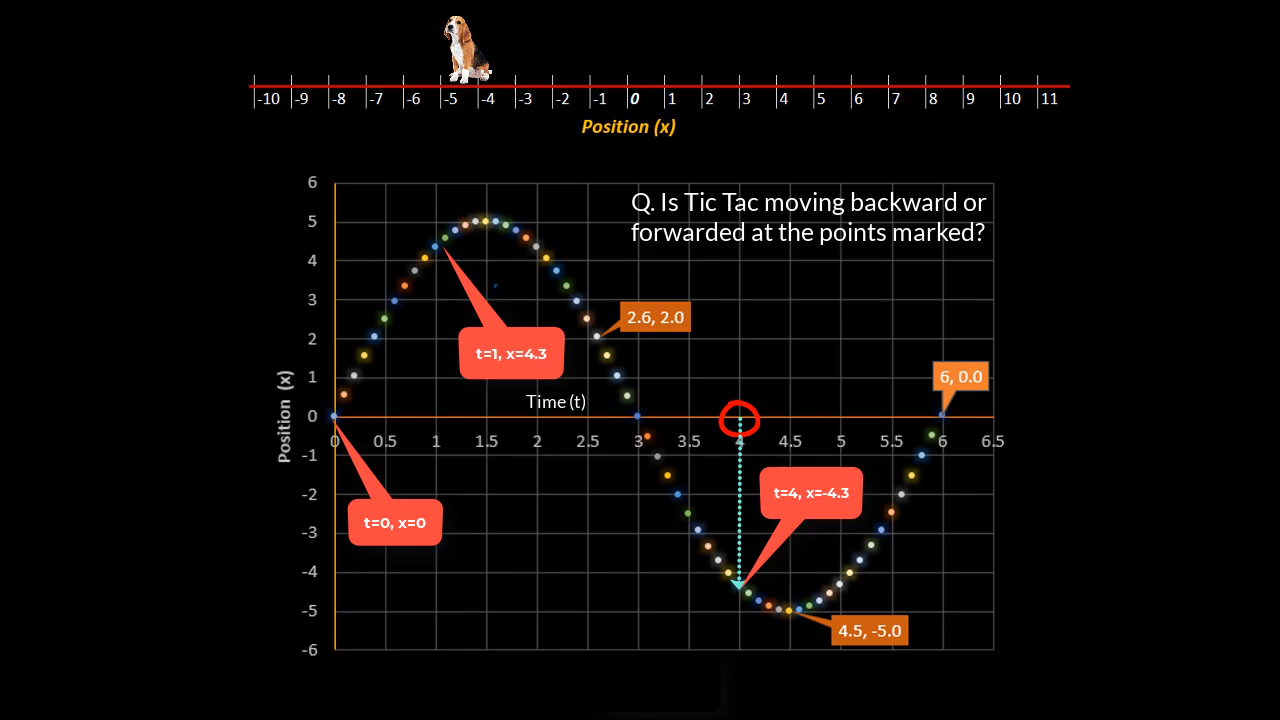 -10 -9 -8 -7 -6 -5 -4 -3 -2 -1 0 1 2 3 4 5 6 7 8 9 10 11
Position (x)
Q. Is Tic Tac moving backward or
forwarded at the points marked?
6
5
4
3
2
1
0
-1
-2
-3
-4
-5
-6
Position (x)
t=1, x=4.3
2.6, 2.0
6, 0.0
Time (t)
0 0.5 1 1.5 2 2.5 3 3.5 4 4.5 5 5.5 6 6.5
t=4, x=-4.3
t=0, x=0
4.5, -5.0